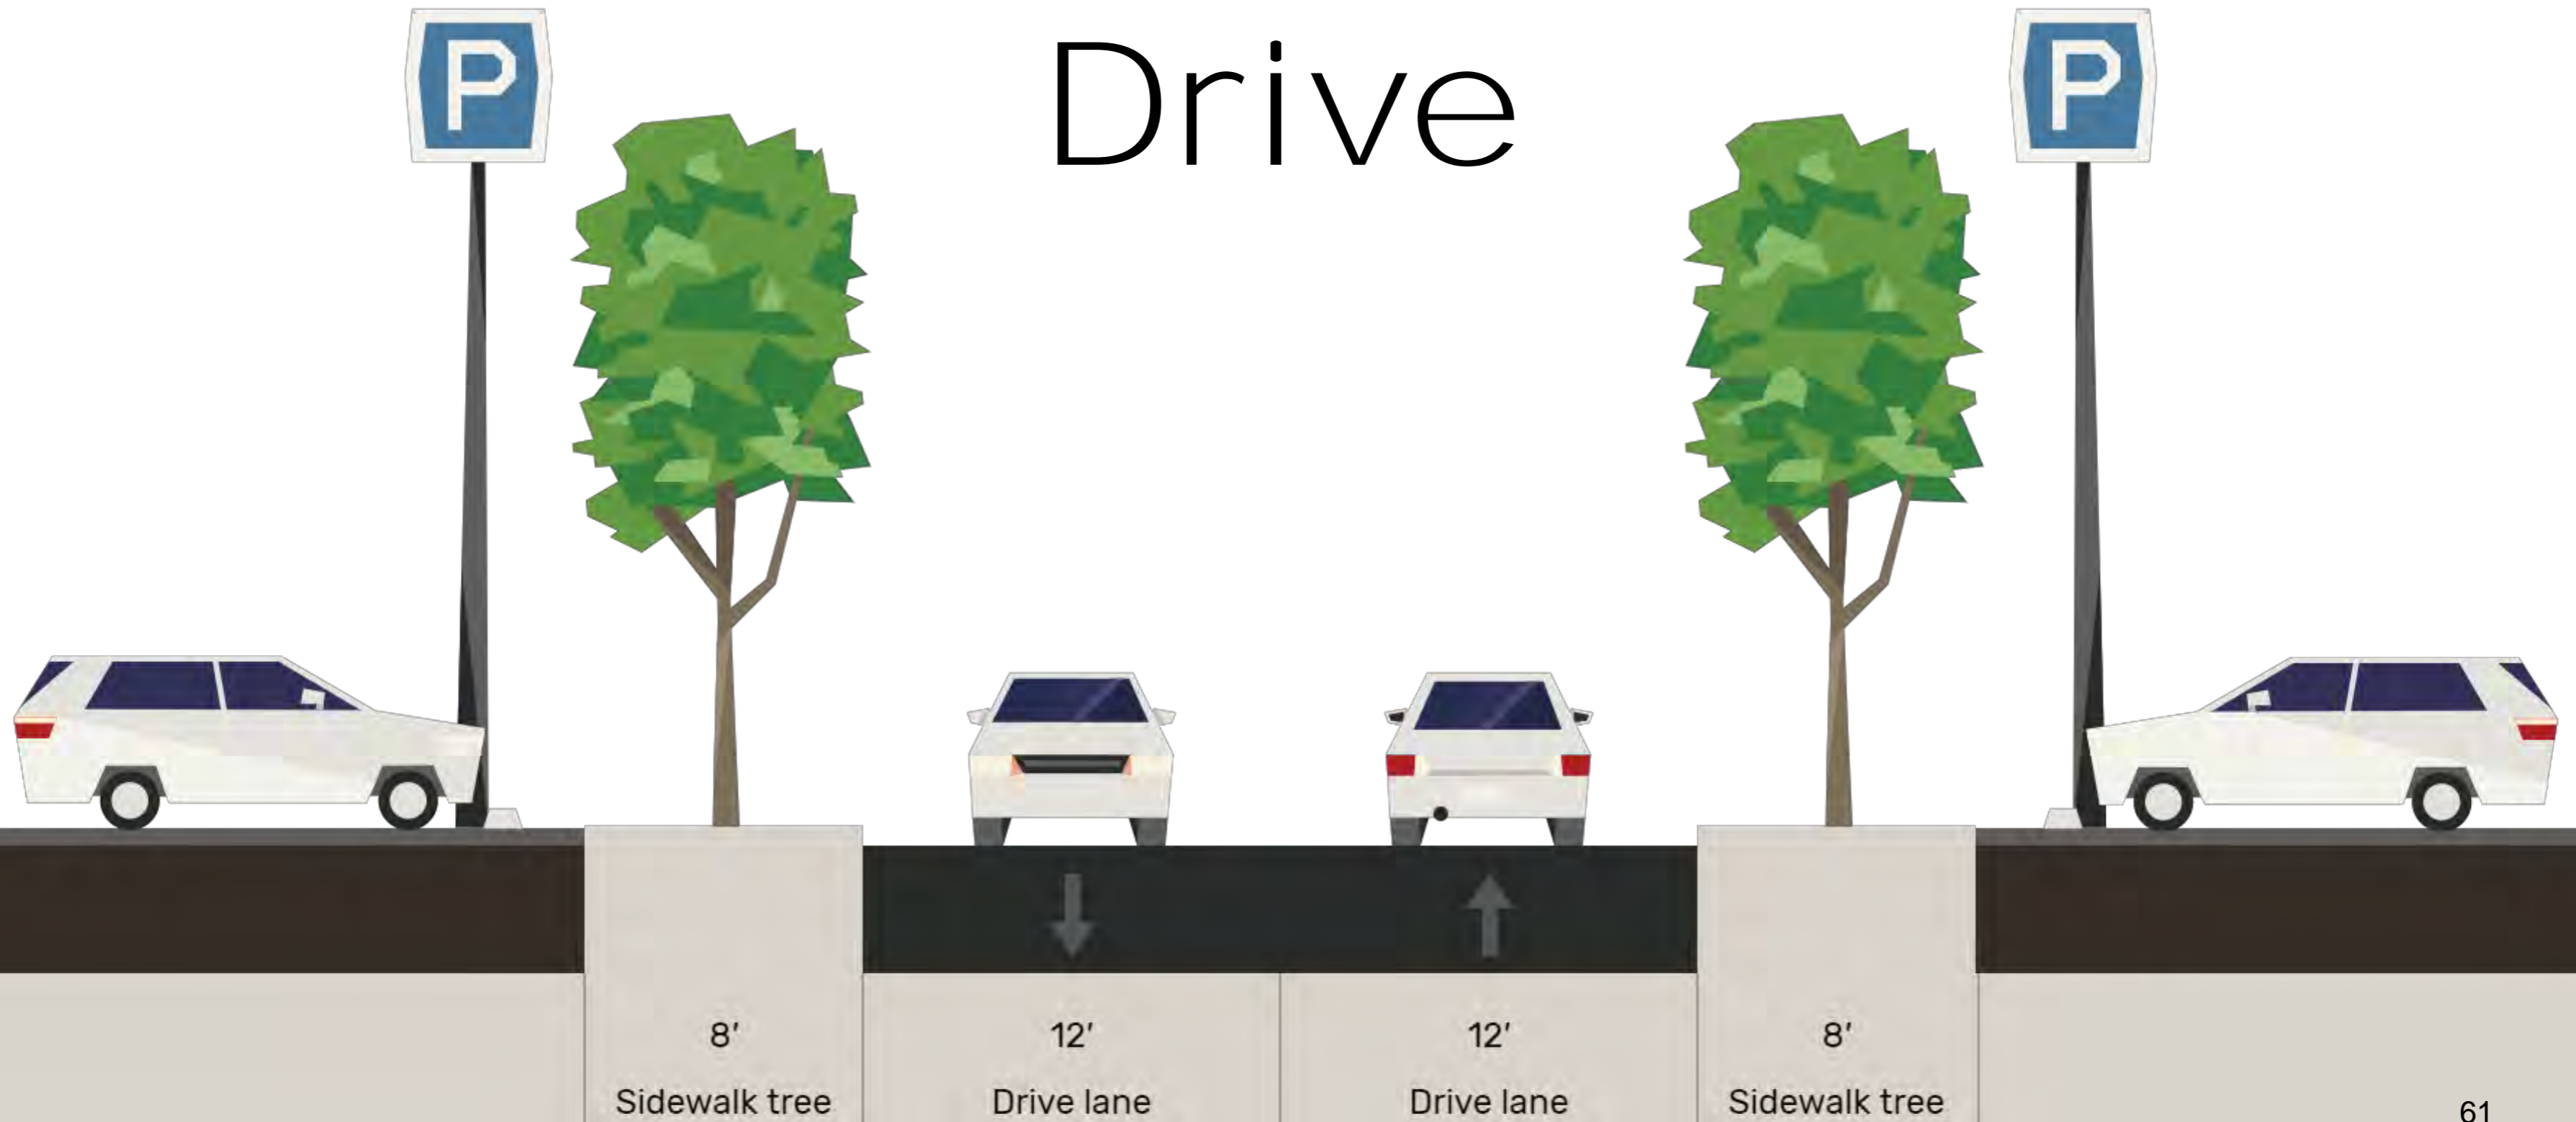 P
Drive
P
8′
12′
12′
8′
Sidewalk tree
Drive lane
Drive lane
Sidewalk tree
61